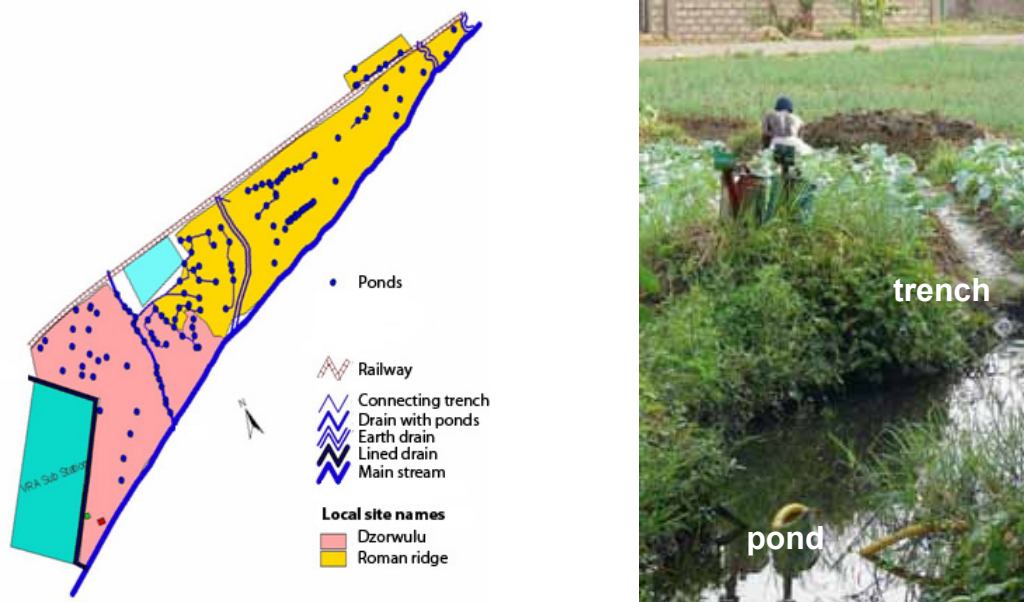 Ponds
Railway
Connecting trench
Drain with ponds
Earth drain
Lined drain
Main stream
N
Local site names
Dzorwulu
Roman ridge
VRA Sub Station
trench
pond